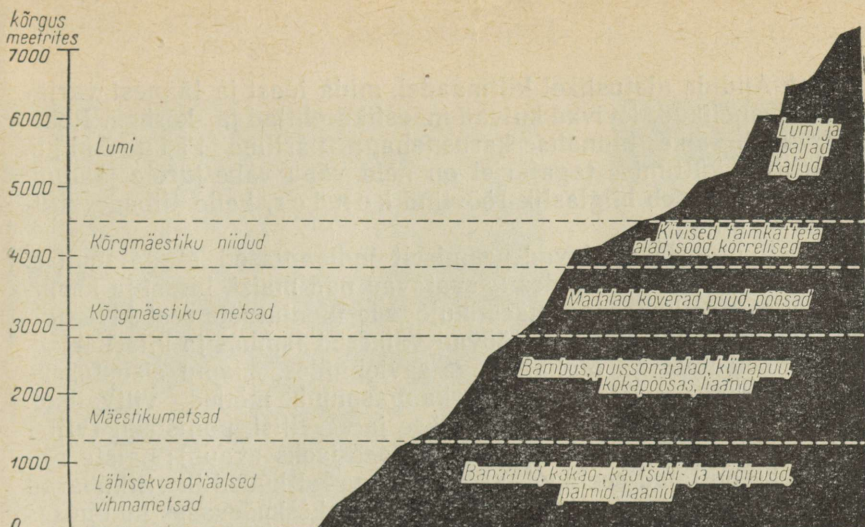 kõrgus
meetrites
7000
6000
Lumi
Lumi ja
paljad
kaljud
5000
Kõrgmäestiku niidud
Kivised taimkatteta
alad, sood, kõrrelised
4000
Kõrgmäestiku metsad
Madalad kõverad puud, põõsad
3000
Bambus, puissõnajalad, kiinapuu,
kokapõõsas, liaanid
2000
Mäestikumetsad
1000
Lähisekvatoriaalsed
vihmametsad
Banaanid, kakao-, kautšuki- ja viigipuud,
palmid, liaanid
0